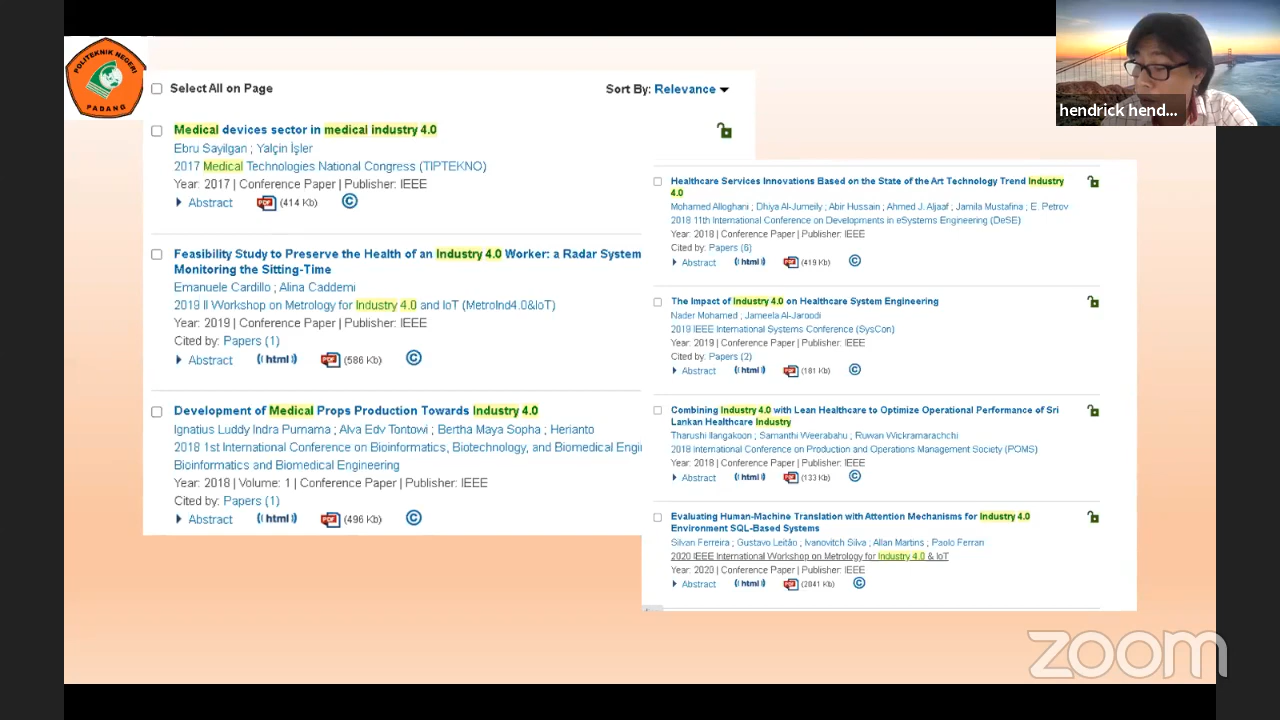 POLITEKNIK NEGERI
PADANG
Select All on Page
Sort By: Relevance
Medical devices sector in medical industry 4.0
Ebru Sayilgan ; Yalçin İşler
2017 Medical Technologies National Congress (TIPTEKNO)
Year: 2017 | Conference Paper | Publisher: IEEE
Abstract PDF (414 Kb) ©
Feasibility Study to Preserve the Health of an Industry 4.0 Worker: a Radar System
Monitoring the Sitting-Time
Emanuele Cardillo ; Alina Caddemi
2019 II Workshop on Metrology for Industry 4.0 and IoT (MetroInd4.0&IoT)
Year: 2019 | Conference Paper | Publisher: IEEE
Cited by: Papers (1)
Abstract ((html)) PDF (586 Kb) ©
Development of Medical Props Production Towards Industry 4.0
Ignatius Luddy Indra Purnama ; Alva Edy Tontowi ; Bertha Maya Sopha ; Herianto
2018 1st International Conference on Bioinformatics, Biotechnology, and Biomedical Engi
Bioinformatics and Biomedical Engineering
Year: 2018 | Volume: 1 | Conference Paper | Publisher: IEEE
Cited by: Papers (1)
Abstract ((html)) PDF (496 Kb) ©
Healthcare Services Innovations Based on the State of the Art Technology Trend Industry
4.0
Mohamed Alloghani ; Dhiya Al-Jumeily ; Abir Hussain ; Ahmed J. Aljaaf ; Jamila Mustafina ; E. Petrov
2018 11th International Conference on Developments in eSystems Engineering (DeSE)
Year: 2018 | Conference Paper | Publisher: IEEE
Cited by: Papers (6)
Abstract ((html)) PDF (419 Kb) ©
The Impact of Industry 4.0 on Healthcare System Engineering
Nader Mohamed ; Jameela Al-Jaroodi
2019 IEEE International Systems Conference (SysCon)
Year: 2019 | Conference Paper | Publisher: IEEE
Cited by: Papers (2)
Abstract ((html)) PDF (181 Kb) ©
Combining Industry 4.0 with Lean Healthcare to Optimize Operational Performance of Sri
Lankan Healthcare Industry
Tharushi Ilangakoon ; Samanthi Weerabahu ; Ruwan Wickramarachchi
2018 International Conference on Production and Operations Management Society (POMS)
Year: 2018 | Conference Paper | Publisher: IEEE
Abstract ((html)) PDF (133 Kb) ©
Evaluating Human-Machine Translation with Attention Mechanisms for Industry 4.0
Environment SQL-Based Systems
Silvan Ferreira ; Gustavo Leitão ; Ivanovitch Silva ; Allan Martins ; Paolo Ferrari
2020 IEEE International Workshop on Metrology for Industry 4.0 & IoT
Year: 2020 | Conference Paper | Publisher: IEEE
Abstract ((html)) PDF (2041 Kb) ©
hendrick hend...
zoom